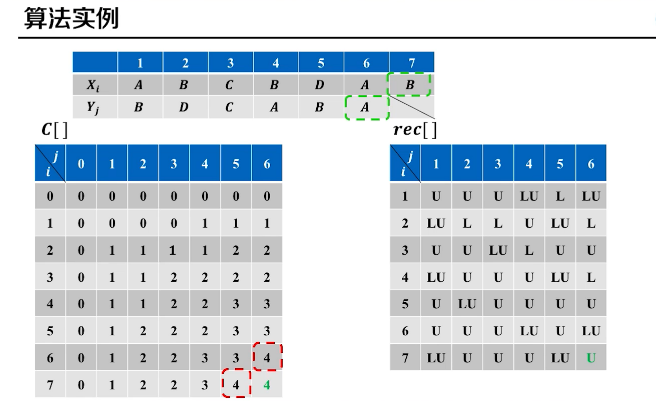 算法实例
1 2 3 4 5 6 7
X_i A B C B D A B
Y_j B D C A B A
C[] rec[]
j
i 0 1 2 3 4 5 6
0 0 0 0 0 0 0 0
1 0 0 0 0 1 1 1
2 0 1 1 1 1 2 2
3 0 1 1 2 2 2 2
4 0 1 1 2 2 3 3
5 0 1 2 2 2 3 3
6 0 1 2 2 3 3 4
7 0 1 2 2 3 4 4
j
i 1 2 3 4 5 6
1 U U U LU L LU
2 LU L L U LU L
3 U U LU L U U
4 LU U U U LU L
5 U LU U U U U
6 U U U LU U LU
7 LU U U U LU U